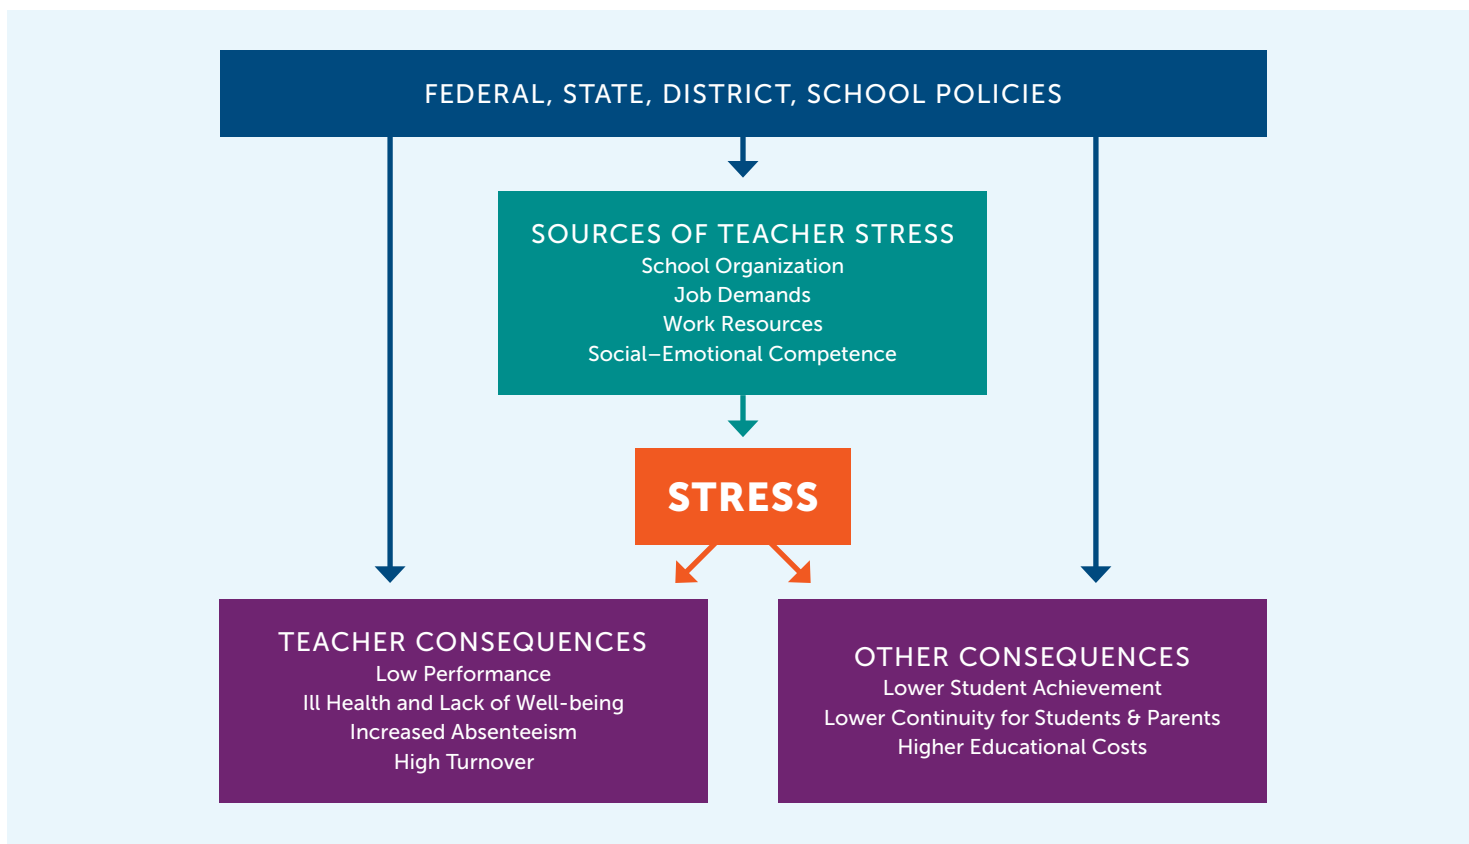 FEDERAL, STATE, DISTRICT, SCHOOL POLICIES
SOURCES OF TEACHER STRESS
School Organization
Job Demands
Work Resources
Social–Emotional Competence
STRESS
TEACHER CONSEQUENCES
Low Performance
Ill Health and Lack of Well-being
Increased Absenteeism
High Turnover
OTHER CONSEQUENCES
Lower Student Achievement
Lower Continuity for Students & Parents
Higher Educational Costs